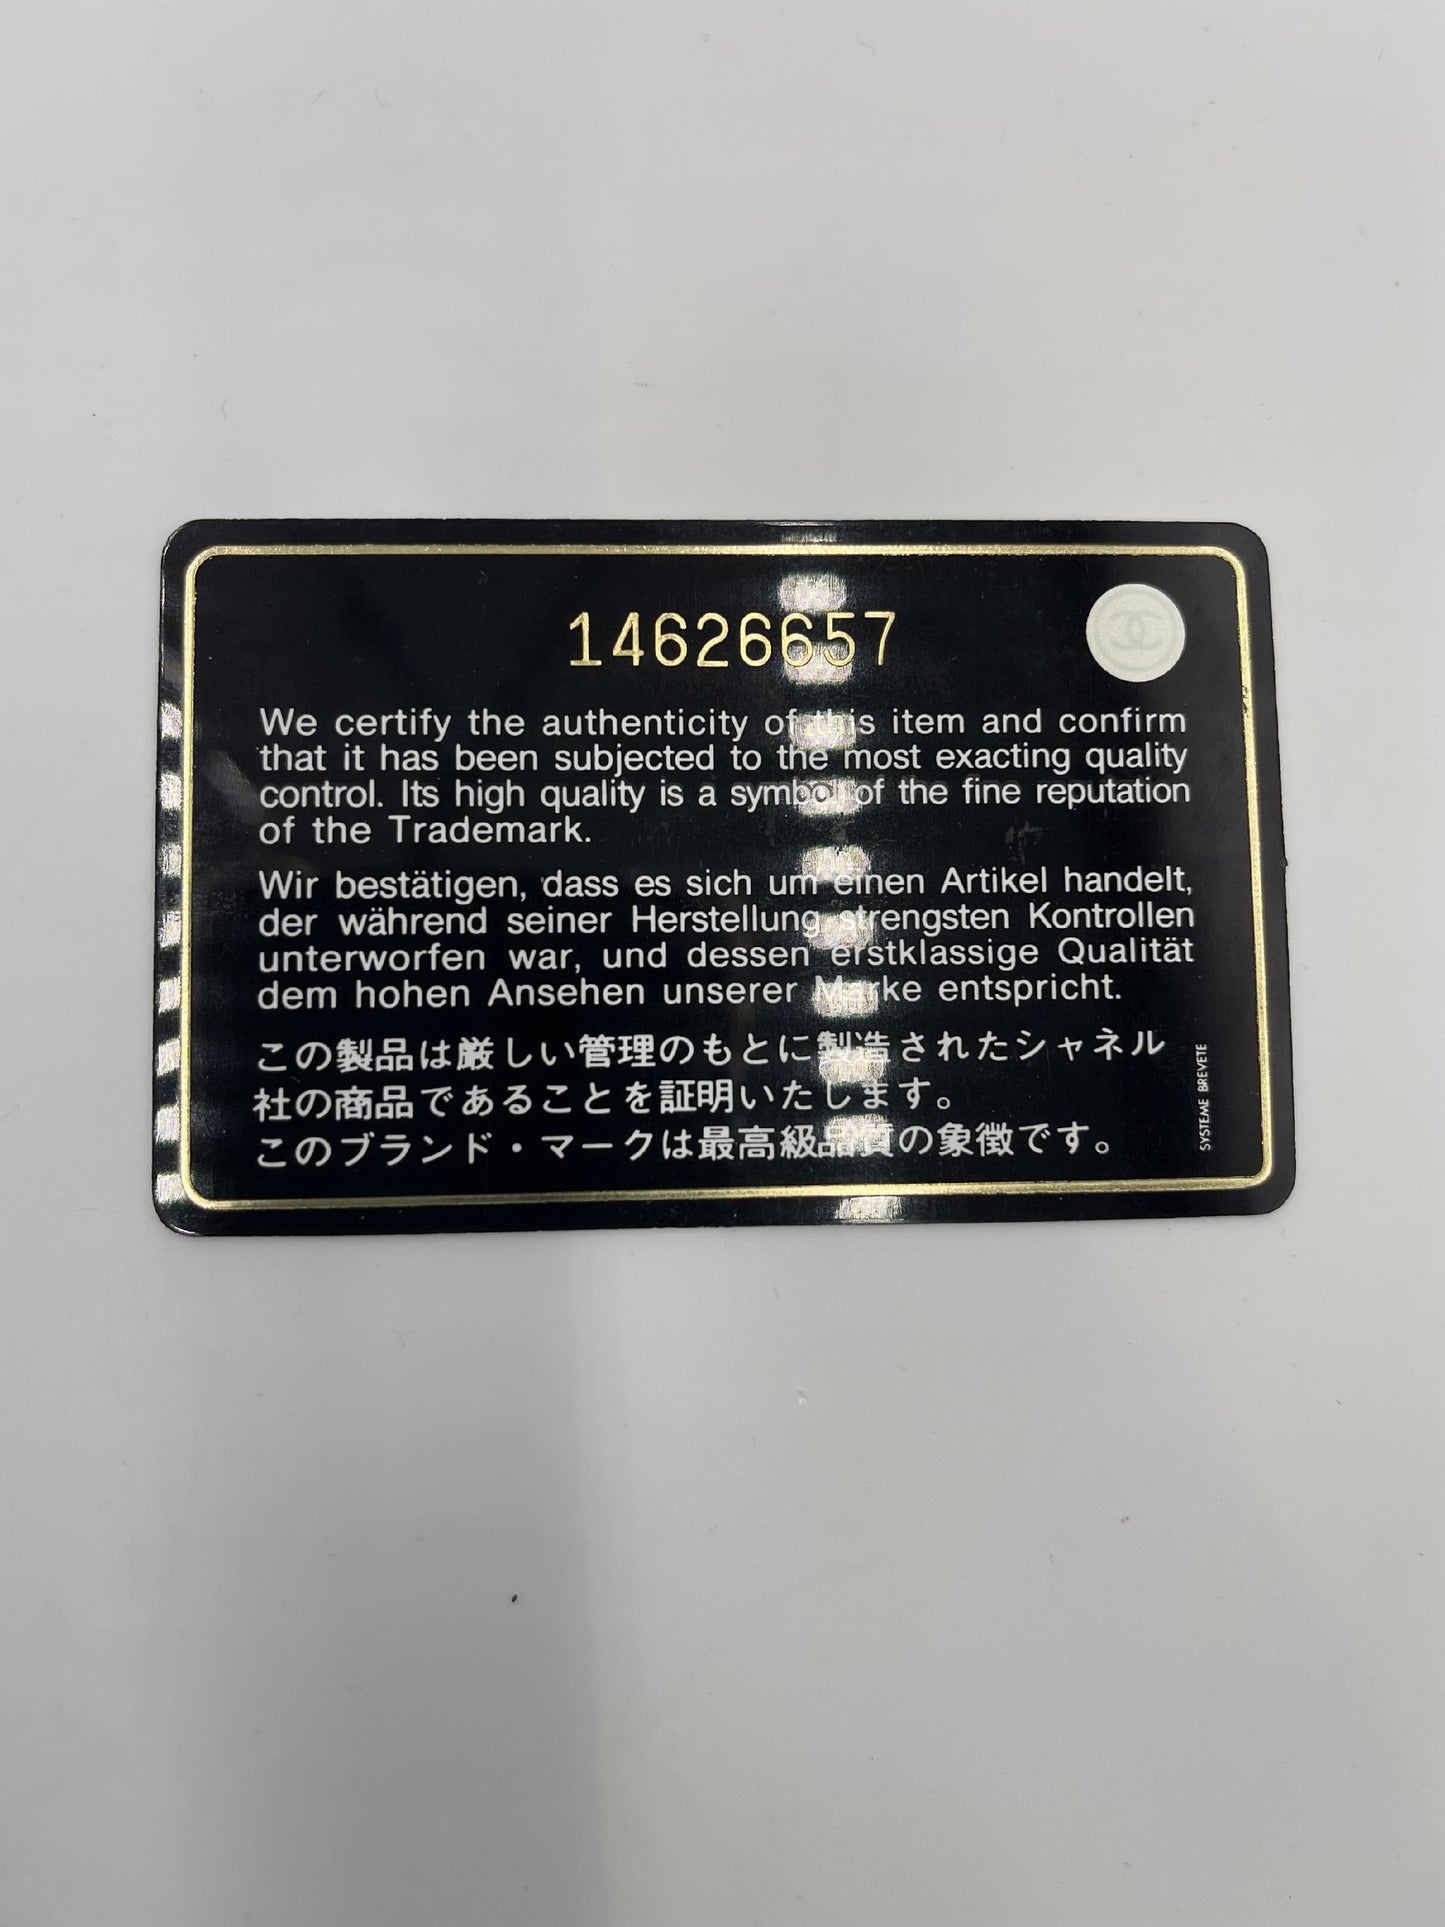 14626657
We certify the authenticity of this item and confirm
that it has been subjected to the most exacting quality
control. Its high quality is a symbol of the fine reputation
of the Trademark.
Wir bestätigen, dass es sich um einen Artikel handelt,
der während seiner Herstellung strengsten Kontrollen
unterworfen war, und dessen erstklassige Qualität
dem hohen Ansehen unserer Marke entspricht.
この製品は厳しい管理のもとに製造されたシャネル
社の商品であることを証明いたします。
このブランド・マークは最高級品質の象徴です。
SYSTEME BREVETE